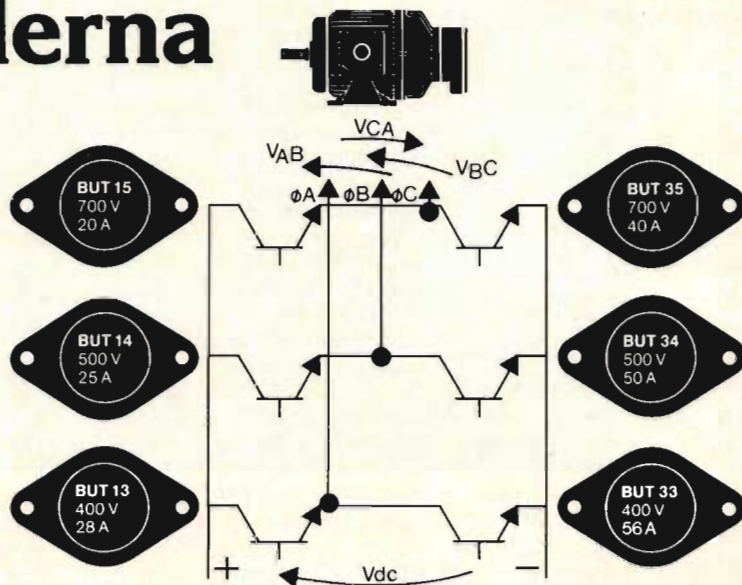 VCA
VAB
VBC
φA φB φC
BUT 15
700 V
20 A
BUT 35
700 V
40 A
BUT 14
500 V
25 A
BUT 34
500 V
50 A
BUT 13
400 V
28 A
BUT 33
400 V
56 A
+
Vdc
−